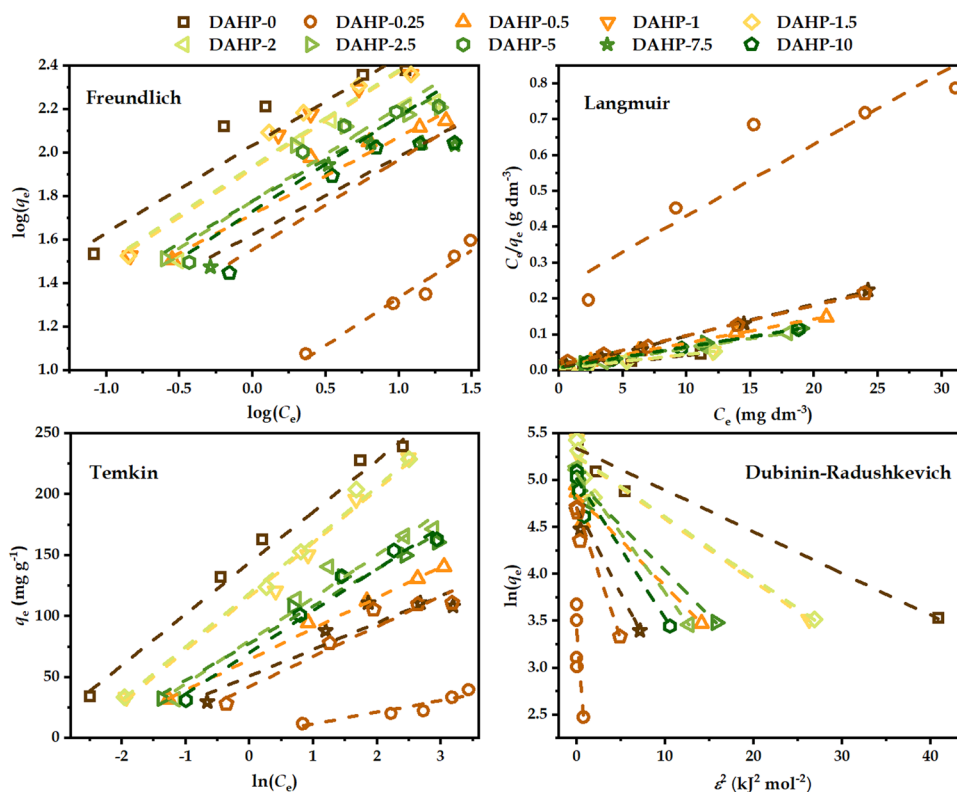 DAHP-0 DAHP-0.25 DAHP-0.5 DAHP-1 DAHP-1.5
DAHP-2 DAHP-2.5 DAHP-5 DAHP-7.5 DAHP-10
Freundlich
log(qe)
2.4
2.2
2.0
1.8
1.6
1.4
1.2
1.0
-1.0 -0.5 0.0 0.5 1.0 1.5
log(Ce)
Langmuir
Ce/qe (g dm-3)
0.8
0.7
0.6
0.5
0.4
0.3
0.2
0.1
0.0
0 5 10 15 20 25 30
Ce (mg dm-3)
Temkin
qe (mg g-1)
250
200
150
100
50
0
-2 -1 0 1 2 3
ln(Ce)
Dubinin-Radushkevich
ln(qe)
5.5
5.0
4.5
4.0
3.5
3.0
2.5
0 10 20 30 40
ε2 (kJ2 mol-2)